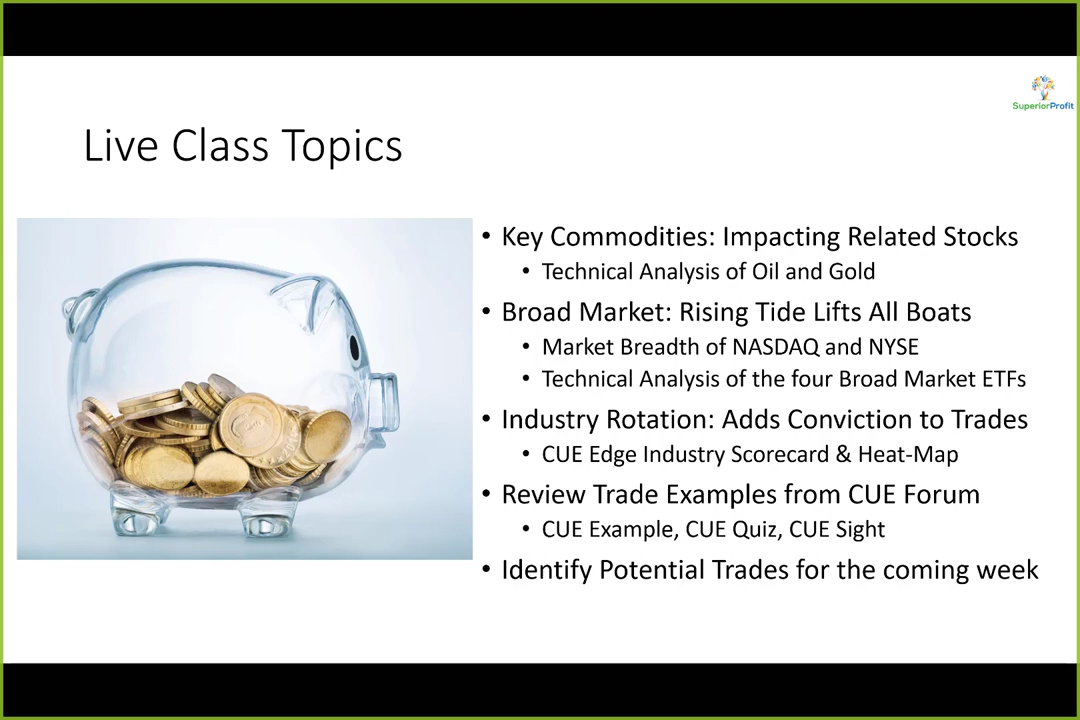 SuperiorProfit
Live Class Topics
• Key Commodities: Impacting Related Stocks
• Technical Analysis of Oil and Gold
• Broad Market: Rising Tide Lifts All Boats
• Market Breadth of NASDAQ and NYSE
• Technical Analysis of the four Broad Market ETFs
• Industry Rotation: Adds Conviction to Trades
• CUE Edge Industry Scorecard & Heat-Map
• Review Trade Examples from CUE Forum
• CUE Example, CUE Quiz, CUE Sight
• Identify Potential Trades for the coming week